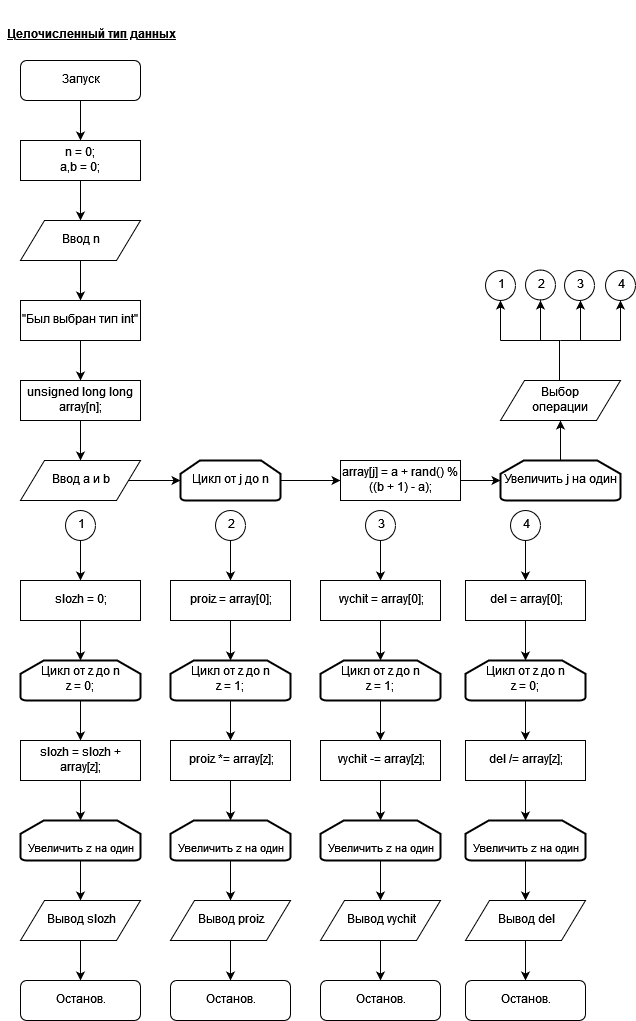 Целочисленный тип данных
Запуск
n = 0;
a,b = 0;
Ввод n
"Был выбран тип int"
unsigned long long
array[n];
Ввод a и b
Цикл от j до n
array[j] = a + rand() %
((b + 1) - a);
Увеличить j на один
Выбор
операции
1
2
3
4
1
slozh = 0;
Цикл от z до n
z = 0;
slozh = slozh +
array[z];
Увеличить z на один
Вывод slozh
Останов.
2
proiz = array[0];
Цикл от z до n
z = 1;
proiz *= array[z];
Увеличить z на один
Вывод proiz
Останов.
3
vychit = array[0];
Цикл от z до n
z = 1;
vychit -= array[z];
Увеличить z на один
Вывод vychit
Останов.
4
del = array[0];
Цикл от z до n
z = 0;
del /= array[z];
Увеличить z на один
Вывод del
Останов.